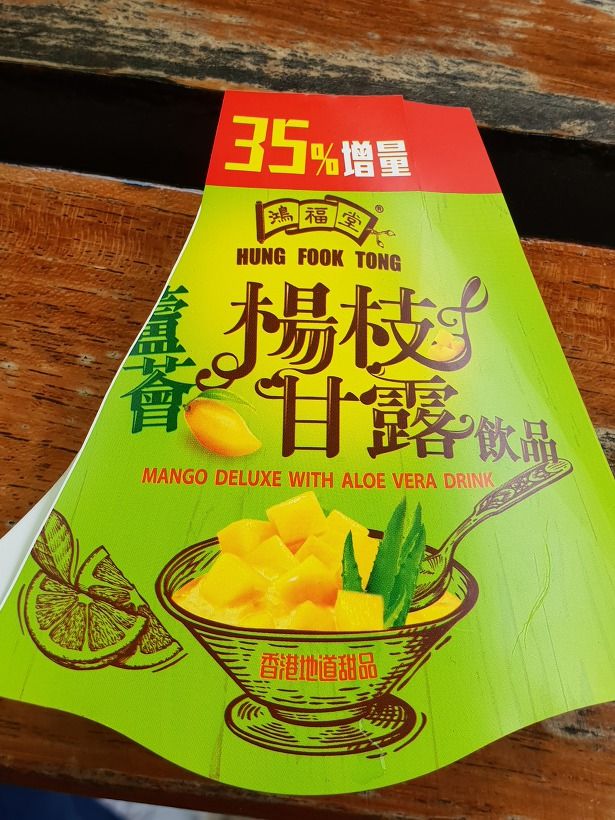 35%增量
鴻福堂®
HUNG FOOK TONG
蘆薈
楊枝
甘露飲品
MANGO DELUXE WITH ALOE VERA DRINK
香港地道甜品